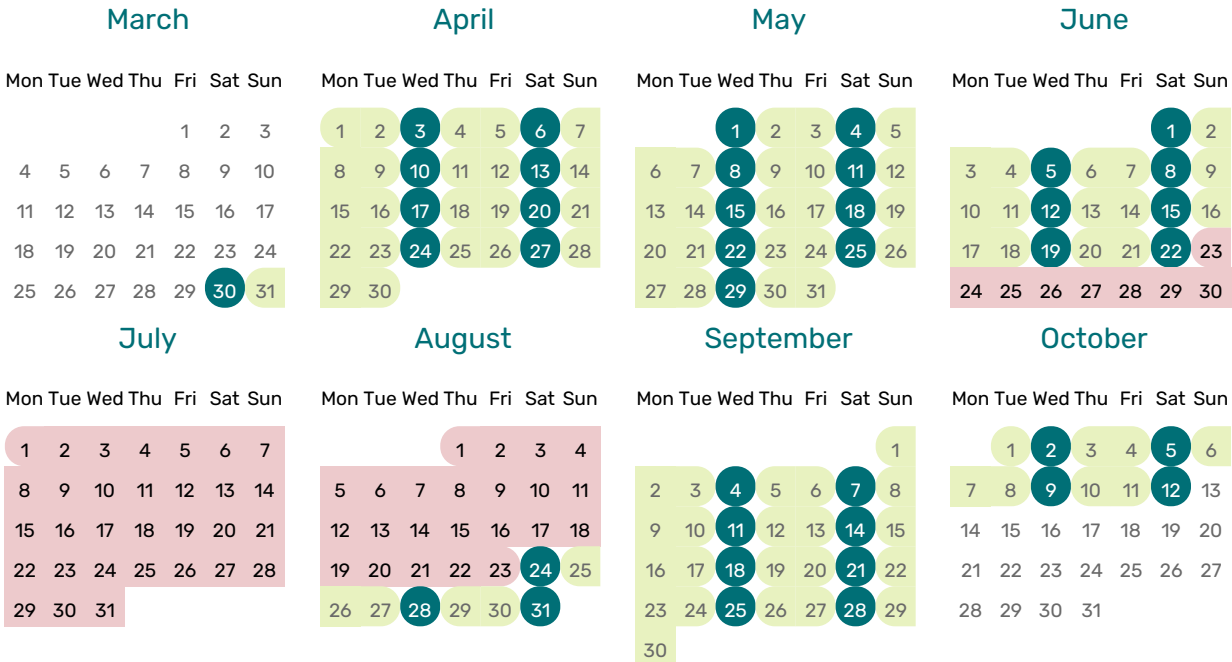 March April May June
Mon Tue Wed Thu Fri Sat Sun Mon Tue Wed Thu Fri Sat Sun Mon Tue Wed Thu Fri Sat Sun Mon Tue Wed Thu Fri Sat Sun
1 2 3 1 2 3 4 5 6 7 1 2 3 4 5 1 2
4 5 6 7 8 9 10 8 9 10 11 12 13 14 6 7 8 9 10 11 12 3 4 5 6 7 8 9
11 12 13 14 15 16 17 15 16 17 18 19 20 21 13 14 15 16 17 18 19 10 11 12 13 14 15 16
18 19 20 21 22 23 24 22 23 24 25 26 27 28 20 21 22 23 24 25 26 17 18 19 20 21 22 23
25 26 27 28 29 30 31 29 30 27 28 29 30 31 24 25 26 27 28 29 30
July August September October
Mon Tue Wed Thu Fri Sat Sun Mon Tue Wed Thu Fri Sat Sun Mon Tue Wed Thu Fri Sat Sun Mon Tue Wed Thu Fri Sat Sun
1 2 3 4 5 6 7 1 2 3 4 1 1 2 3 4 5 6
8 9 10 11 12 13 14 5 6 7 8 9 10 11 2 3 4 5 6 7 8 7 8 9 10 11 12 13
15 16 17 18 19 20 21 12 13 14 15 16 17 18 9 10 11 12 13 14 15 14 15 16 17 18 19 20
22 23 24 25 26 27 28 19 20 21 22 23 24 25 16 17 18 19 20 21 22 21 22 23 24 25 26 27
29 30 31 26 27 28 29 30 31 23 24 25 26 27 28 29 28 29 30 31
30